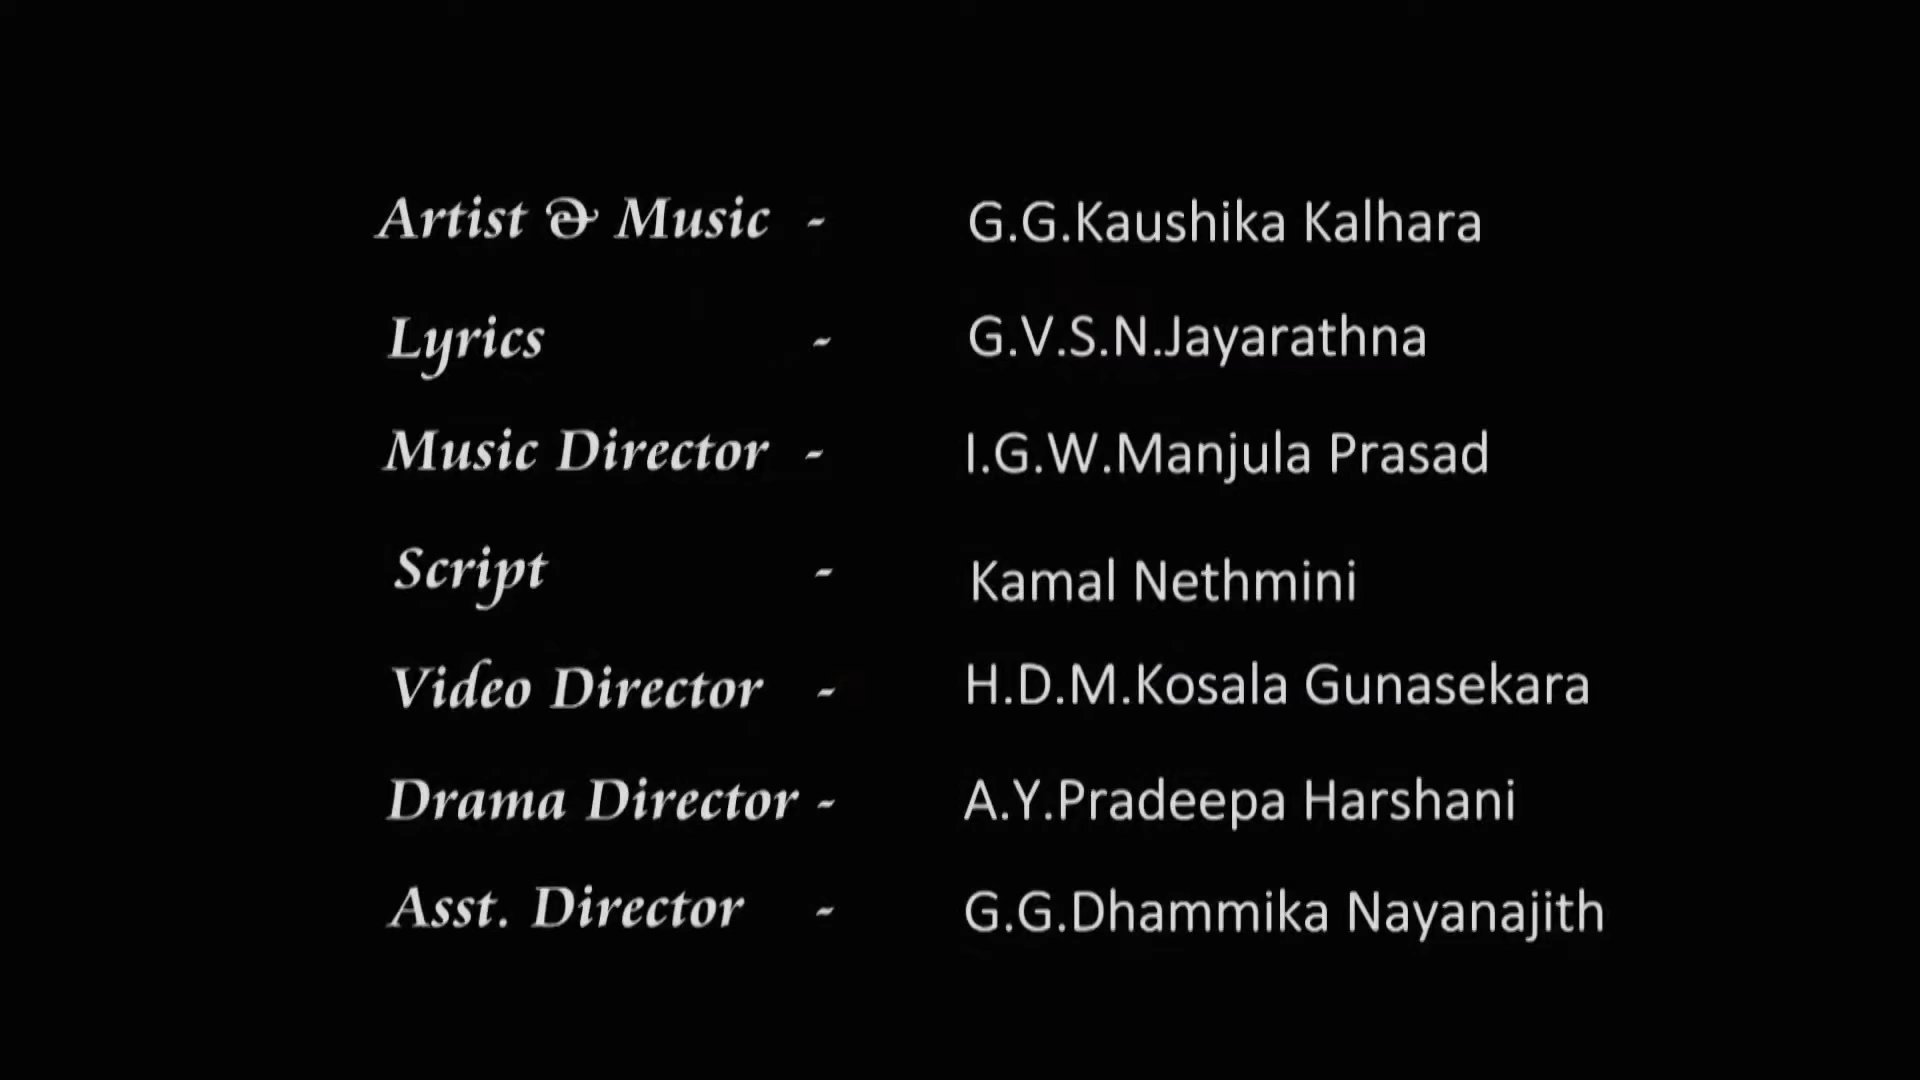 Artist & Music - G.G.Kaushika Kalhara
Lyrics - G.V.S.N.Jayarathna
Music Director - I.G.W.Manjula Prasad
Script - Kamal Nethmini
Video Director - H.D.M.Kosala Gunasekara
Drama Director - A.Y.Pradeepa Harshani
Asst. Director - G.G.Dhammika Nayanajith